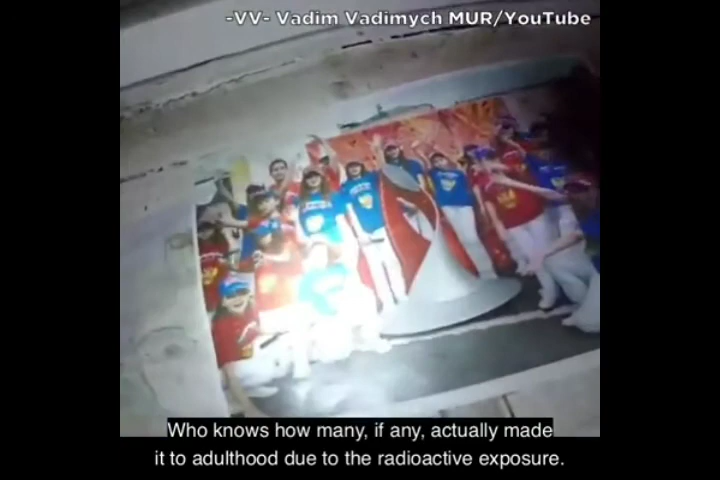 -VV- Vadim Vadimych MUR/YouTube
Who knows how many, if any, actually made
it to adulthood due to the radioactive exposure.